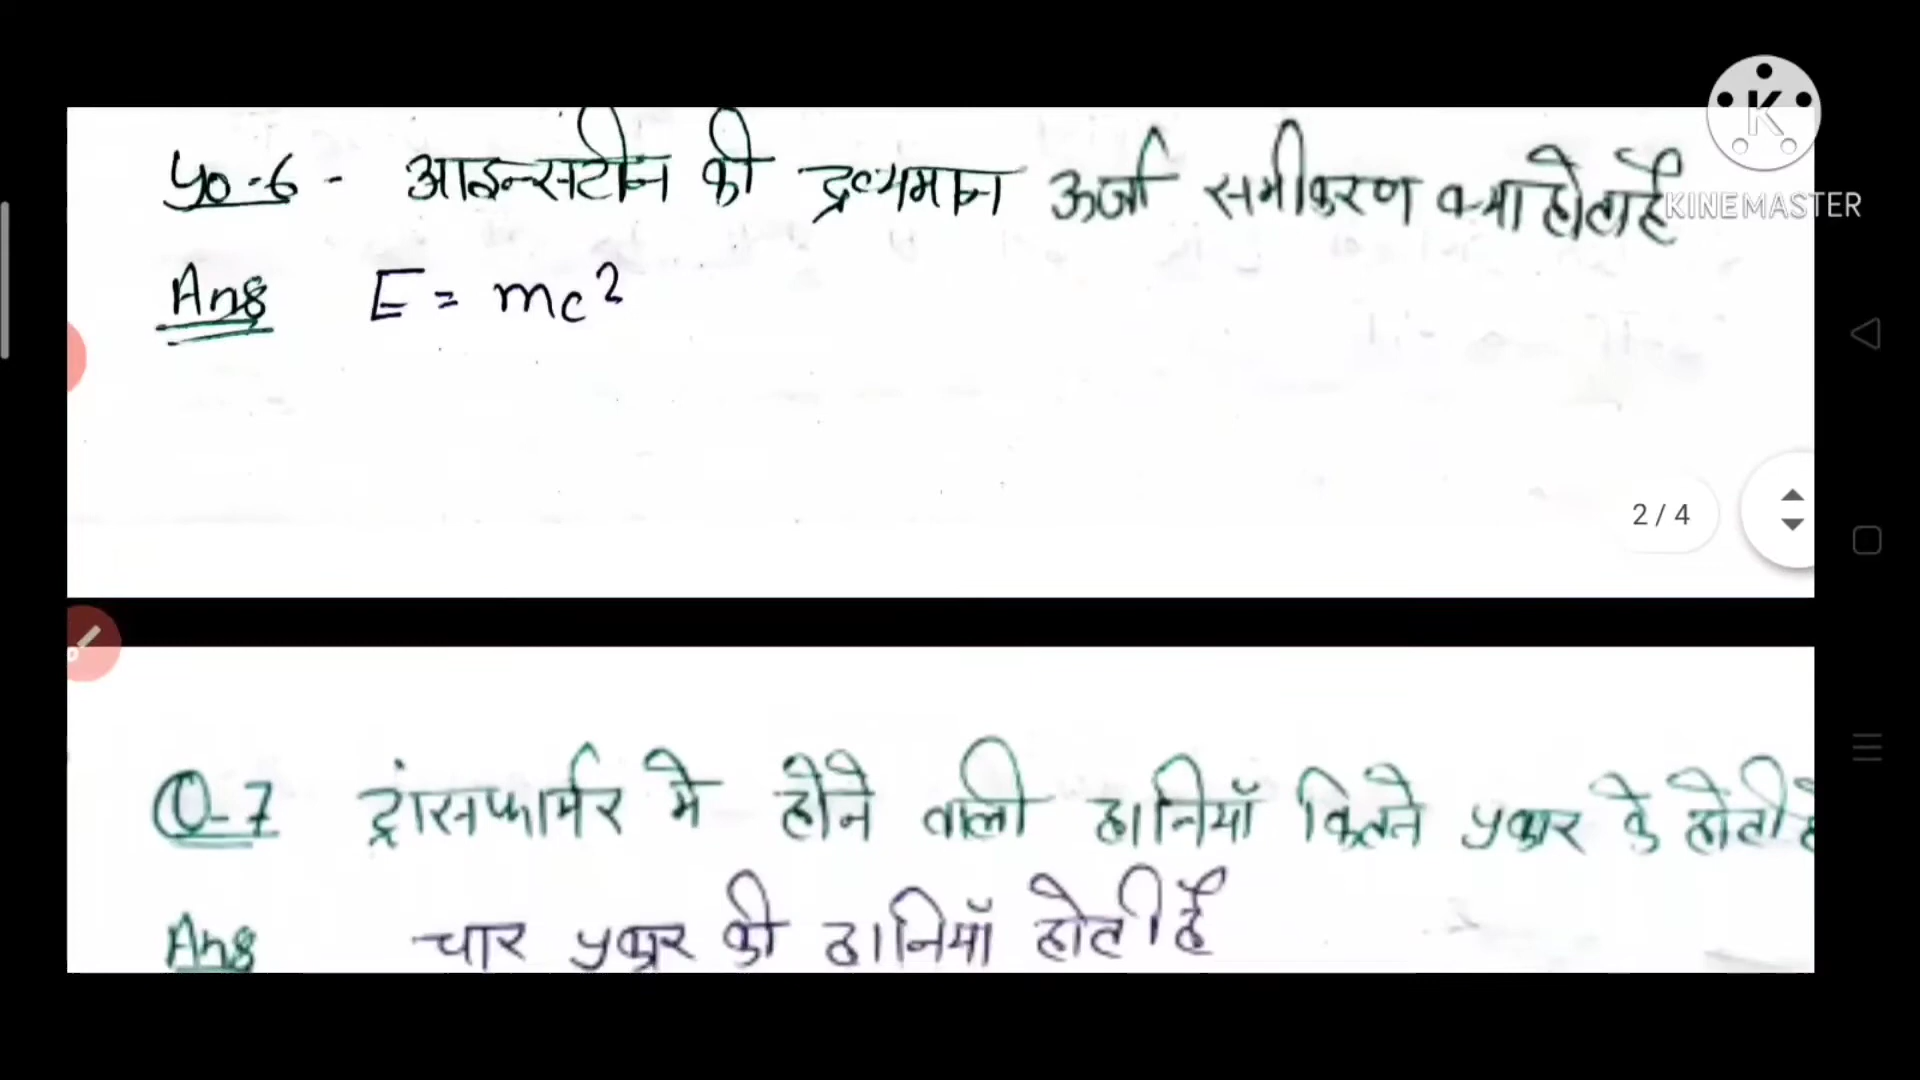 प्र०-6- आइन्सटीन की द्रव्यमान ऊर्जा समीकरण क्या होता है
KINEMASTER
Ans E = mc²
2 / 4
Q-7 ट्रांसफार्मर मे होने वाली हानियाँ कितने प्रकार के होती है
Ans चार प्रकार की हानियाँ होती है